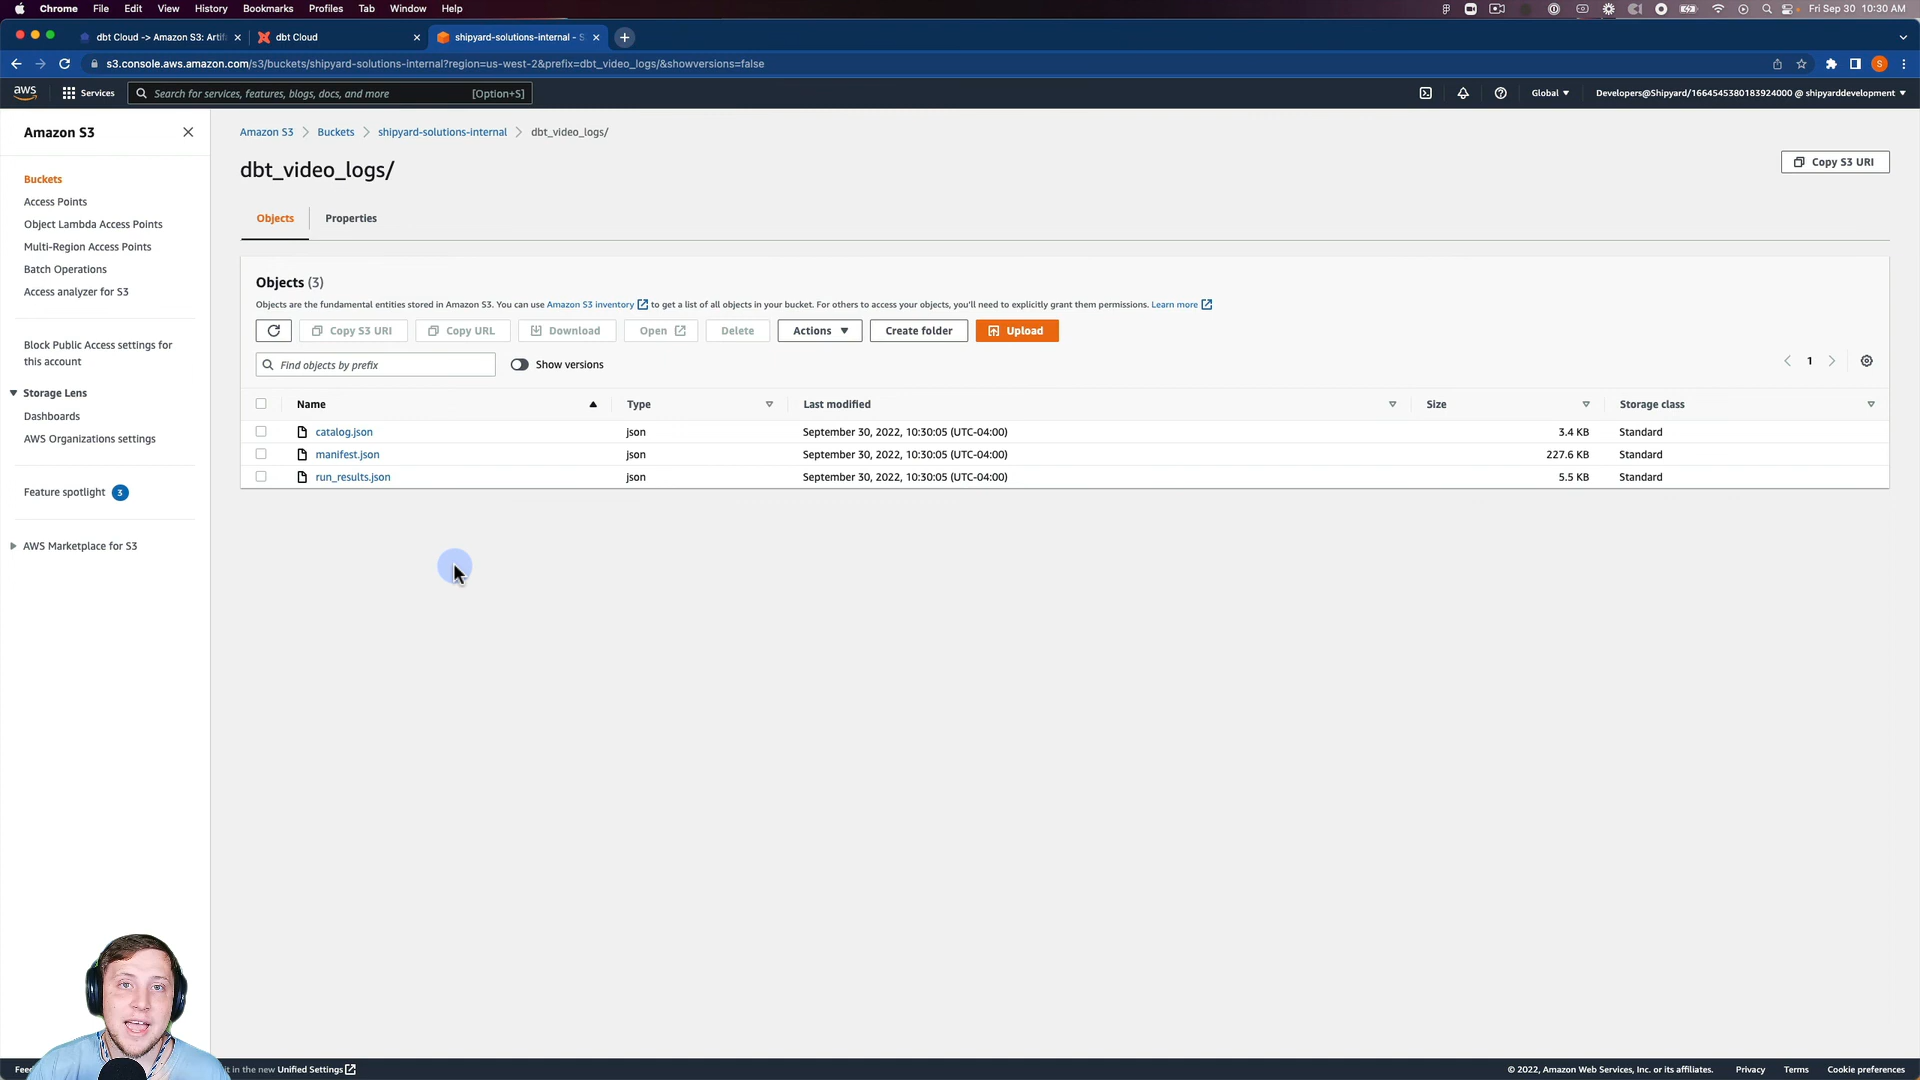 Chrome File Edit View History Bookmarks Profiles Tab Window Help Fri Sep 30 10:30 AM
dbt Cloud -> Amazon S3: Artif dbt Cloud shipyard-solutions-internal - S
s3.console.aws.amazon.com/s3/buckets/shipyard-solutions-internal?region=us-west-2&prefix=dbt_video_logs/&showversions=false S
aws Services Search for services, features, blogs, docs, and more [Option+S] Global Developers@Shipyard/1664545380183924000 @ shipyarddevelopment
Amazon S3
Buckets
Access Points
Object Lambda Access Points
Multi-Region Access Points
Batch Operations
Access analyzer for S3
Block Public Access settings for
this account
Storage Lens
Dashboards
AWS Organizations settings
Feature spotlight 3
AWS Marketplace for S3
Amazon S3 Buckets shipyard-solutions-internal dbt_video_logs/
dbt_video_logs/
Copy S3 URI
Objects Properties
Objects (3)
Objects are the fundamental entities stored in Amazon S3. You can use Amazon S3 inventory to get a list of all objects in your bucket. For others to access your objects, you'll need to explicitly grant them permissions. Learn more
Copy S3 URI Copy URL Download Open Delete Actions Create folder Upload
Find objects by prefix Show versions 1
Name Type Last modified Size Storage class
catalog.json json September 30, 2022, 10:30:05 (UTC-04:00) 3.4 KB Standard
manifest.json json September 30, 2022, 10:30:05 (UTC-04:00) 227.6 KB Standard
run_results.json json September 30, 2022, 10:30:05 (UTC-04:00) 5.5 KB Standard
it in the new Unified Settings © 2022, Amazon Web Services, Inc. or its affiliates. Privacy Terms Cookie preferences